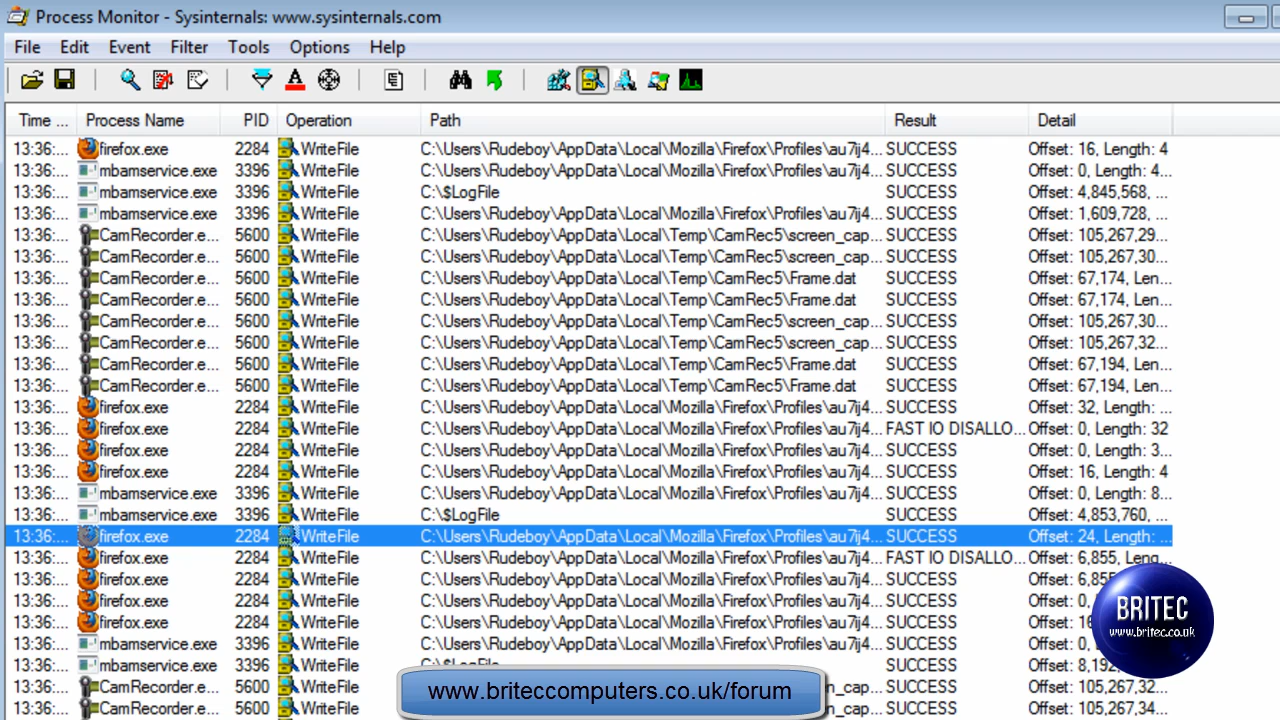 Process Monitor - Sysinternals: www.sysinternals.com
File Edit Event Filter Tools Options Help
Time ... Process Name PID Operation Path Result Detail
13:36:... firefox.exe 2284 WriteFile C:\Users\Rudeboy\AppData\Local\Mozilla\Firefox\Profiles\au7ij4... SUCCESS Offset: 16, Length: 4
13:36:... mbamservice.exe 3396 WriteFile C:\Users\Rudeboy\AppData\Local\Mozilla\Firefox\Profiles\au7ij4... SUCCESS Offset: 0, Length: 4...
13:36:... mbamservice.exe 3396 WriteFile C:\$LogFile SUCCESS Offset: 4,845,568, ...
13:36:... mbamservice.exe 3396 WriteFile C:\Users\Rudeboy\AppData\Local\Mozilla\Firefox\Profiles\au7ij4... SUCCESS Offset: 1,609,728, ...
13:36:... CamRecorder.e... 5600 WriteFile C:\Users\Rudeboy\AppData\Local\Temp\CamRec5\screen_cap... SUCCESS Offset: 105,267,29...
13:36:... CamRecorder.e... 5600 WriteFile C:\Users\Rudeboy\AppData\Local\Temp\CamRec5\screen_cap... SUCCESS Offset: 105,267,30...
13:36:... CamRecorder.e... 5600 WriteFile C:\Users\Rudeboy\AppData\Local\Temp\CamRec5\Frame.dat SUCCESS Offset: 67,174, Len...
13:36:... CamRecorder.e... 5600 WriteFile C:\Users\Rudeboy\AppData\Local\Temp\CamRec5\Frame.dat SUCCESS Offset: 67,174, Len...
13:36:... CamRecorder.e... 5600 WriteFile C:\Users\Rudeboy\AppData\Local\Temp\CamRec5\screen_cap... SUCCESS Offset: 105,267,30...
13:36:... CamRecorder.e... 5600 WriteFile C:\Users\Rudeboy\AppData\Local\Temp\CamRec5\screen_cap... SUCCESS Offset: 105,267,32...
13:36:... CamRecorder.e... 5600 WriteFile C:\Users\Rudeboy\AppData\Local\Temp\CamRec5\Frame.dat SUCCESS Offset: 67,194, Len...
13:36:... CamRecorder.e... 5600 WriteFile C:\Users\Rudeboy\AppData\Local\Temp\CamRec5\Frame.dat SUCCESS Offset: 67,194, Len...
13:36:... firefox.exe 2284 WriteFile C:\Users\Rudeboy\AppData\Local\Mozilla\Firefox\Profiles\au7ij4... SUCCESS Offset: 32, Length: ...
13:36:... firefox.exe 2284 WriteFile C:\Users\Rudeboy\AppData\Local\Mozilla\Firefox\Profiles\au7ij4... FAST IO DISALLO... Offset: 0, Length: 32
13:36:... firefox.exe 2284 WriteFile C:\Users\Rudeboy\AppData\Local\Mozilla\Firefox\Profiles\au7ij4... SUCCESS Offset: 0, Length: 3...
13:36:... firefox.exe 2284 WriteFile C:\Users\Rudeboy\AppData\Local\Mozilla\Firefox\Profiles\au7ij4... SUCCESS Offset: 16, Length: 4
13:36:... mbamservice.exe 3396 WriteFile C:\Users\Rudeboy\AppData\Local\Mozilla\Firefox\Profiles\au7ij4... SUCCESS Offset: 0, Length: 8...
13:36:... mbamservice.exe 3396 WriteFile C:\$LogFile SUCCESS Offset: 4,853,760, ...
13:36:... firefox.exe 2284 WriteFile C:\Users\Rudeboy\AppData\Local\Mozilla\Firefox\Profiles\au7ij4... SUCCESS Offset: 24, Length: ...
13:36:... firefox.exe 2284 WriteFile C:\Users\Rudeboy\AppData\Local\Mozilla\Firefox\Profiles\au7ij4... FAST IO DISALLO... Offset: 6,855, Leng...
13:36:... firefox.exe 2284 WriteFile C:\Users\Rudeboy\AppData\Local\Mozilla\Firefox\Profiles\au7ij4... SUCCESS Offset: 6,855
13:36:... firefox.exe 2284 WriteFile C:\Users\Rudeboy\AppData\Local\Mozilla\Firefox\Profiles\au7ij4... SUCCESS Offset: 0,
13:36:... firefox.exe 2284 WriteFile C:\Users\Rudeboy\AppData\Local\Mozilla\Firefox\Profiles\au7ij4... SUCCESS Offset:
13:36:... mbamservice.exe 3396 WriteFile C:\Users\Rudeboy\AppData\Local\Mozilla\Firefox\Profiles\au7ij4... SUCCESS Offset: 0,
13:36:... mbamservice.exe 3396 WriteFile C:\$LogFile SUCCESS Offset: 8,192, ...
13:36:... CamRecorder.e... 5600 WriteFile _cap... SUCCESS Offset: 105,267,32...
13:36:... CamRecorder.e... 5600 WriteFile _cap... SUCCESS Offset: 105,267,34...
BRITEC
www.britec.co.uk
www.briteccomputers.co.uk/forum